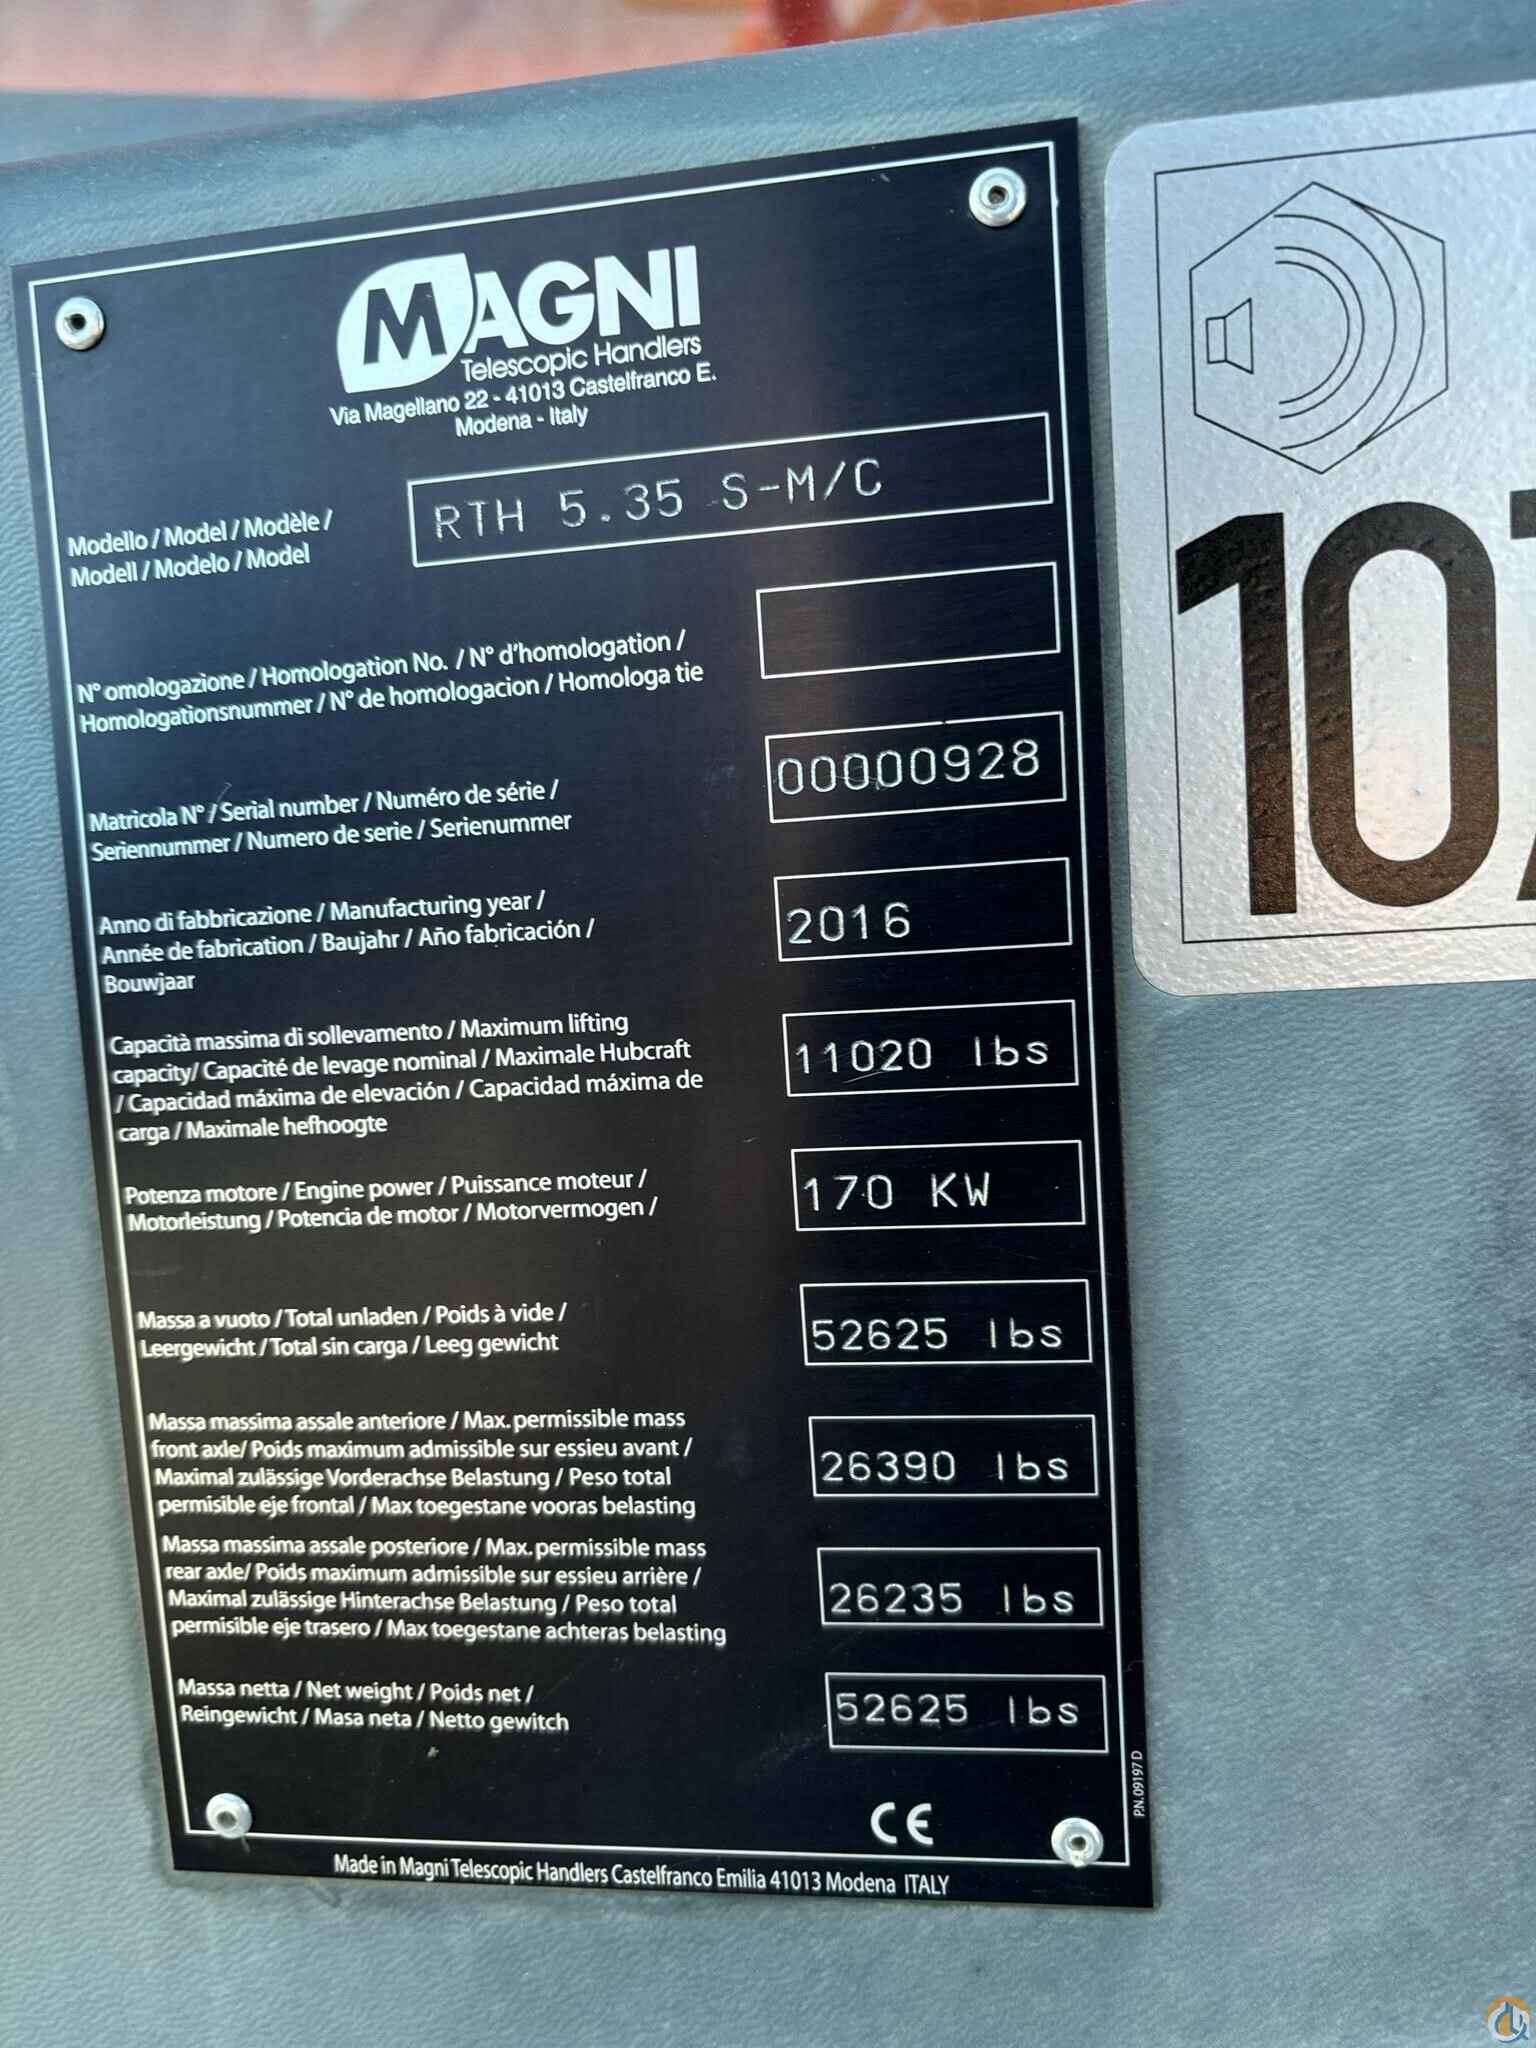 MAGNI
Telescopic Handlers
Via Magellano 22 - 41013 Castelfranco E.
Modena - Italy
Modello / Model / Modèle /
Modell / Modelo / Model
RTH 5.35 S-M/C
N° omologazione / Homologation No. / N° d'homologation /
Homologationsnummer / N° de homologacion / Homologa tie
Matricola N° / Serial number / Numéro de série /
Seriennummer / Numero de serie / Serienummer
00000928
Anno di fabbricazione / Manufacturing year /
Année de fabrication / Baujahr / Año fabricación /
Bouwjaar
2016
Capacità massima di sollevamento / Maximum lifting
capacity/ Capacité de levage nominal / Maximale Hubcraft
/ Capacidad máxima de elevación / Capacidad máxima de
carga / Maximale hefhoogte
11020 lbs
Potenza motore / Engine power / Puissance moteur /
Motorleistung / Potencia de motor / Motorvermogen /
170 KW
Massa a vuoto / Total unladen / Poids à vide /
Leergewicht / Total sin carga / Leeg gewicht
52625 lbs
Massa massima assale anteriore / Max. permissible mass
front axle/ Poids maximum admissible sur essieu avant /
Maximal zulässige Vorderachse Belastung / Peso total
permisible eje frontal / Max toegestane vooras belasting
26390 lbs
Massa massima assale posteriore / Max. permissible mass
rear axle/ Poids maximum admissible sur essieu arrière /
Maximal zulässige Hinterachse Belastung / Peso total
permisible eje trasero / Max toegestane achteras belasting
26235 lbs
Massa netta / Net weight / Poids net /
Reingewicht / Masa neta / Netto gewitch
52625 lbs
CE
P.N. 09197 D
Made in Magni Telescopic Handlers Castelfranco Emilia 41013 Modena ITALY
10